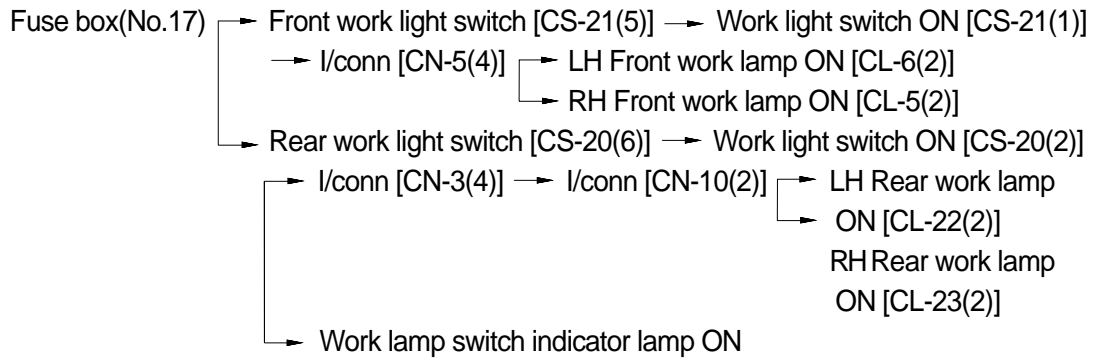 Fuse box(No.17) Front work light switch [CS-21(5)] Work light switch ON [CS-21(1)]
I/conn [CN-5(4)] LH Front work lamp ON [CL-6(2)]
RH Front work lamp ON [CL-5(2)]
Rear work light switch [CS-20(6)] Work light switch ON [CS-20(2)]
I/conn [CN-3(4)] I/conn [CN-10(2)] LH Rear work lamp
ON [CL-22(2)]
RH Rear work lamp
ON [CL-23(2)]
Work lamp switch indicator lamp ON